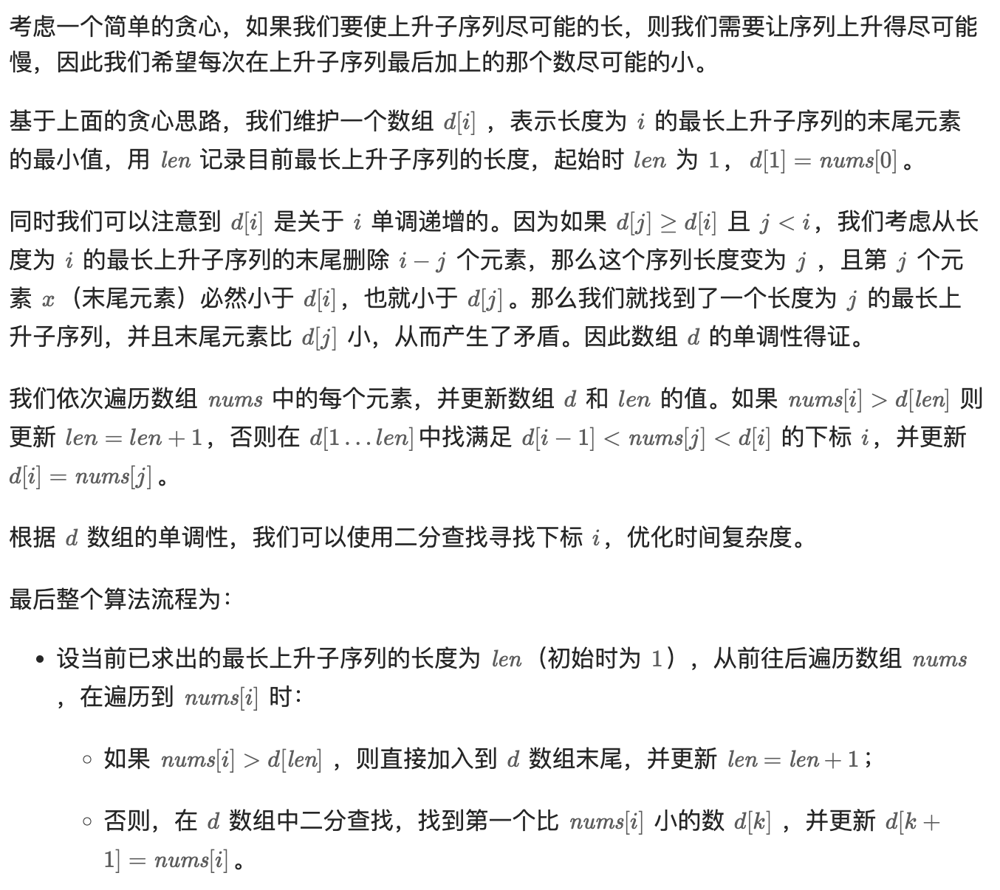 考虑一个简单的贪心，如果我们要使上升子序列尽可能的长，则我们需要让序列上升得尽可能
慢，因此我们希望每次在上升子序列最后加上的那个数尽可能的小。
基于上面的贪心思路，我们维护一个数组 d[i] ，表示长度为 i 的最长上升子序列的末尾元素
的最小值，用 len 记录目前最长上升子序列的长度，起始时 len 为 1， d[1] = nums[0]。
同时我们可以注意到 d[i] 是关于 i 单调递增的。因为如果 d[j] ≥ d[i] 且 j < i，我们考虑从长
度为 i 的最长上升子序列的末尾删除 i − j 个元素，那么这个序列长度变为 j ，且第 j 个元
素 x （末尾元素）必然小于 d[i]，也就小于 d[j]。那么我们就找到了一个长度为 j 的最长上
升子序列，并且末尾元素比 d[j] 小，从而产生了矛盾。因此数组 d 的单调性得证。
我们依次遍历数组 nums 中的每个元素，并更新数组 d 和 len 的值。如果 nums[i] > d[len] 则
更新 len = len + 1，否则在 d[1…len]中找满足 d[i − 1] < nums[j] < d[i] 的下标 i，并更新
d[i] = nums[j]。
根据 d 数组的单调性，我们可以使用二分查找寻找下标 i，优化时间复杂度。
最后整个算法流程为：
• 设当前已求出的最长上升子序列的长度为 len（初始时为 1），从前往后遍历数组 nums
，在遍历到 nums[i] 时：
◦ 如果 nums[i] > d[len] ，则直接加入到 d 数组末尾，并更新 len = len + 1；
◦ 否则，在 d 数组中二分查找，找到第一个比 nums[i] 小的数 d[k] ，并更新 d[k +
1] = nums[i]。